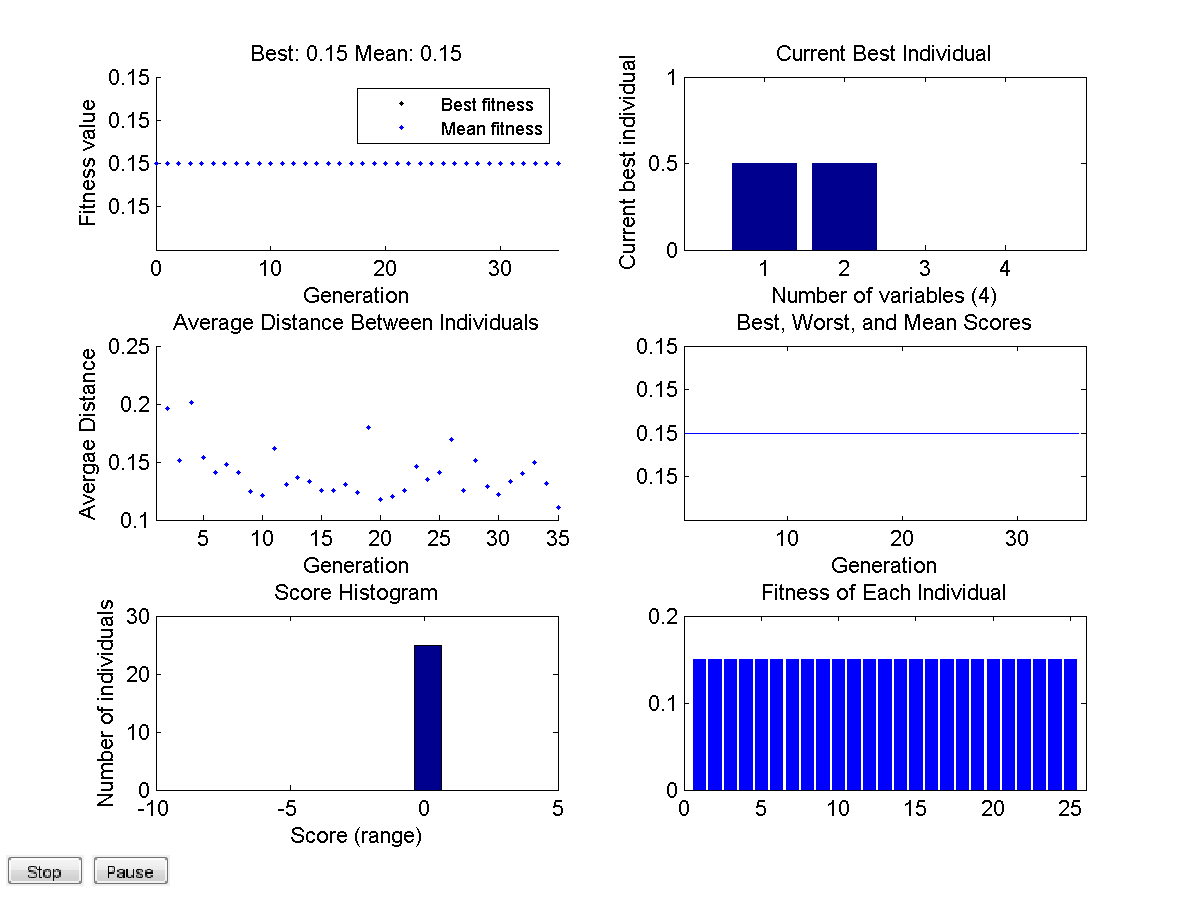 Best: 0.15 Mean: 0.15
Fitness value
0.15
0.15
0.15
0.15
Best fitness
Mean fitness
0 10 20 30
Generation
Current Best Individual
Current best individual
1
0.5
0
1 2 3 4
Number of variables (4)
Average Distance Between Individuals
Avergae Distance
0.25
0.2
0.15
0.1
5 10 15 20 25 30 35
Generation
Best, Worst, and Mean Scores
0.15
0.15
0.15
0.15
10 20 30
Generation
Score Histogram
Number of individuals
30
20
10
0
-10 -5 0 5
Score (range)
Fitness of Each Individual
0.2
0.1
0
0 5 10 15 20 25
Stop Pause